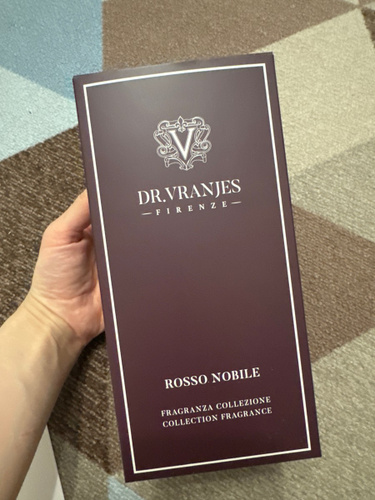 V
DR.VRANJES
— FIRENZE —
ROSSO NOBILE
FRAGRANZA COLLEZIONE
COLLECTION FRAGRANCE